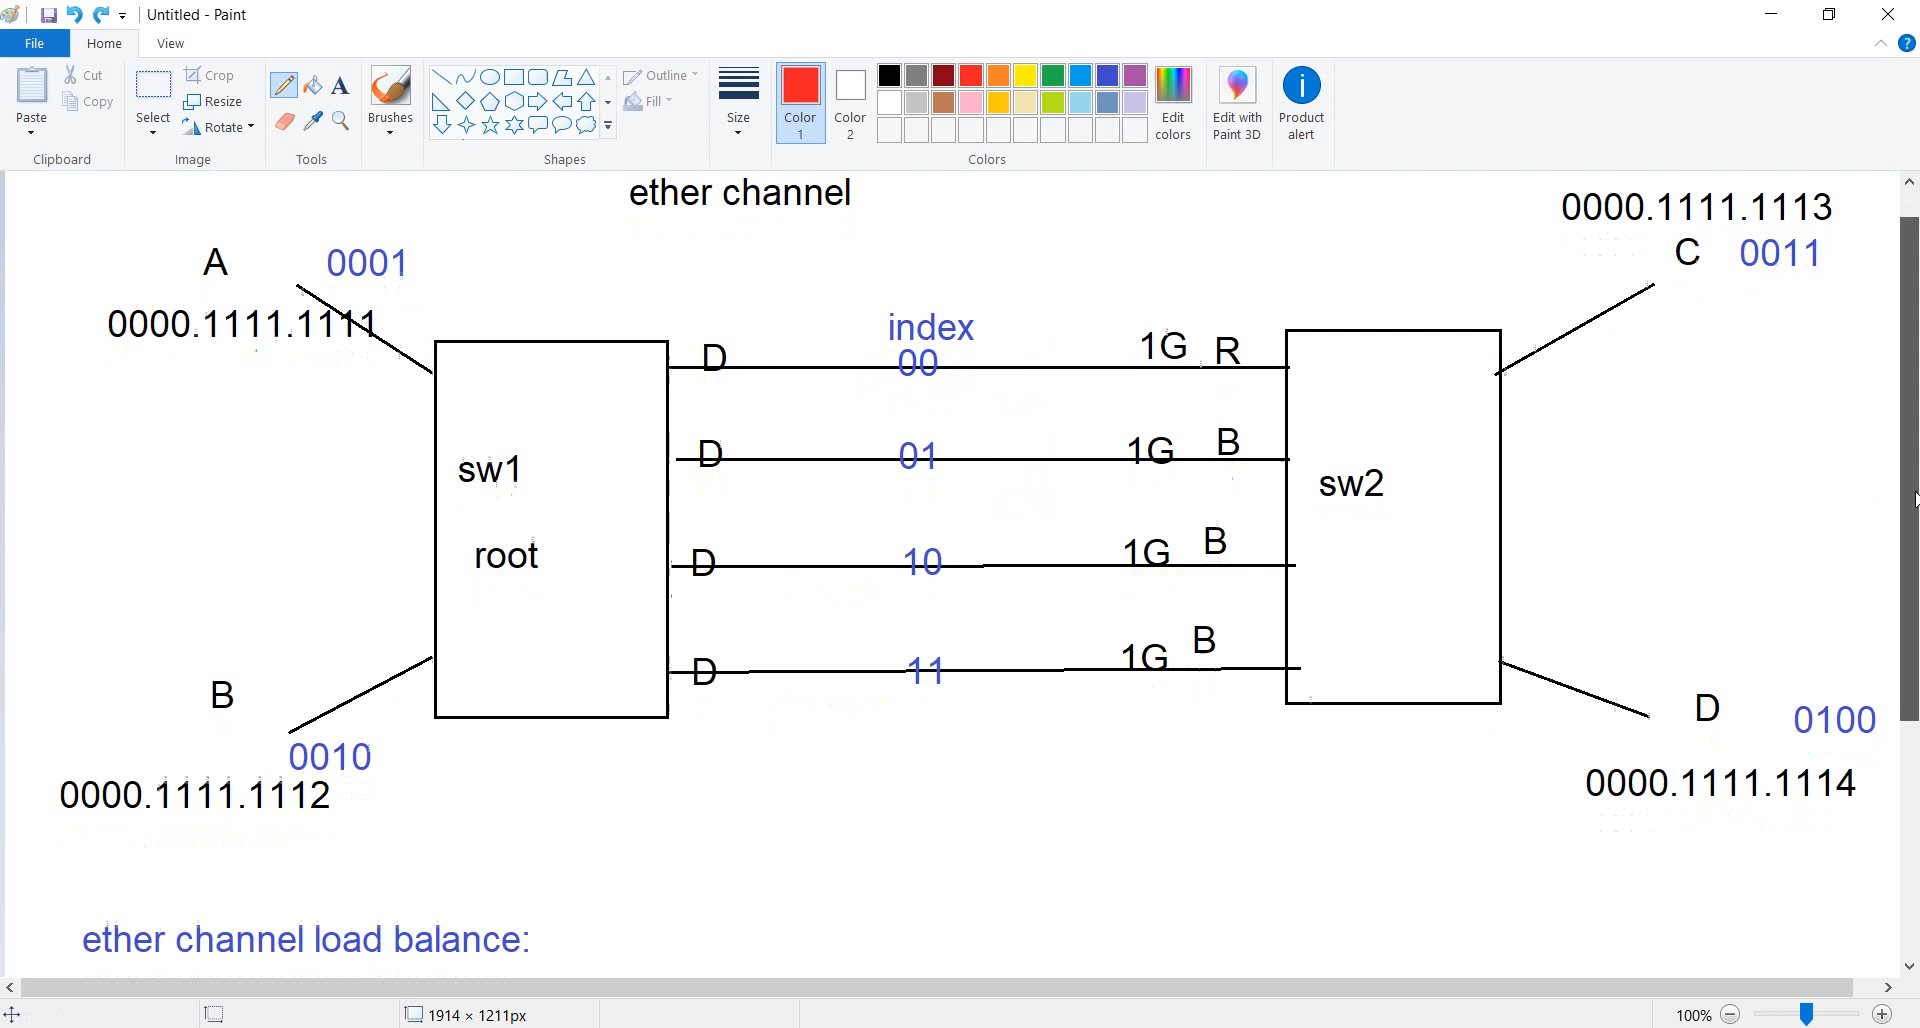 Untitled - Paint
File Home View
Paste
Cut
Copy
Clipboard
Select
Crop
Resize
Rotate
Image
A
Tools
Brushes
Outline
Fill
Shapes
Size
Color 1
Color 2
Colors
Edit colors
Edit with Paint 3D
Product alert
ether channel
0000.1111.1113
A 0001
C 0011
0000.1111.1111
index
D 00 1G R
D 01 1G B
sw1
sw2
root
D 10 1G B
D 11 1G B
B
D 0100
0010
0000.1111.1112
0000.1111.1114
ether channel load balance:
1914 × 1211px
100%